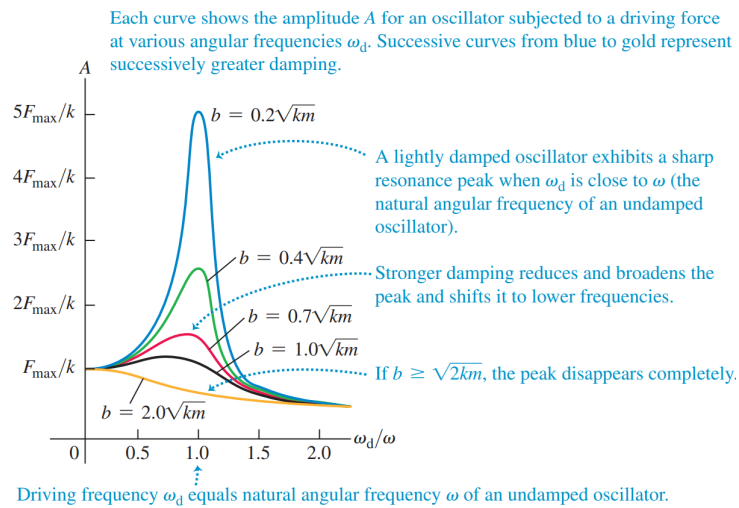 Each curve shows the amplitude A for an oscillator subjected to a driving force
at various angular frequencies ωd. Successive curves from blue to gold represent
successively greater damping.
A
5Fmax/k
b = 0.2√km
A lightly damped oscillator exhibits a sharp
resonance peak when ωd is close to ω (the
natural angular frequency of an undamped
oscillator).
4Fmax/k
3Fmax/k
b = 0.4√km
Stronger damping reduces and broadens the
peak and shifts it to lower frequencies.
2Fmax/k
b = 0.7√km
b = 1.0√km
Fmax/k
If b ≥ √2km, the peak disappears completely.
b = 2.0√km
ωd/ω
0 0.5 1.0 1.5 2.0
Driving frequency ωd equals natural angular frequency ω of an undamped oscillator.